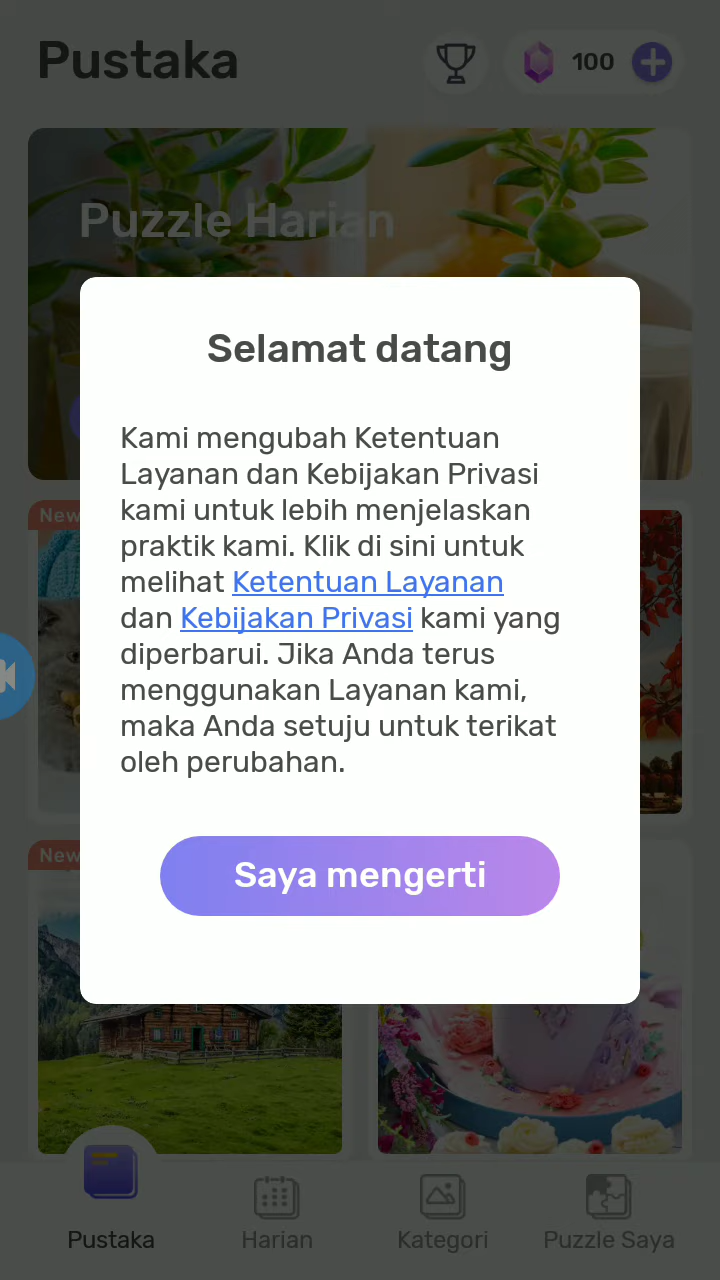 Pustaka
100
Puzzle Harian
Selamat datang
Kami mengubah Ketentuan
Layanan dan Kebijakan Privasi
kami untuk lebih menjelaskan
praktik kami. Klik di sini untuk
melihat Ketentuan Layanan
dan Kebijakan Privasi kami yang
diperbarui. Jika Anda terus
menggunakan Layanan kami,
maka Anda setuju untuk terikat
oleh perubahan.
Saya mengerti
New
New
Pustaka
Harian
Kategori
Puzzle Saya